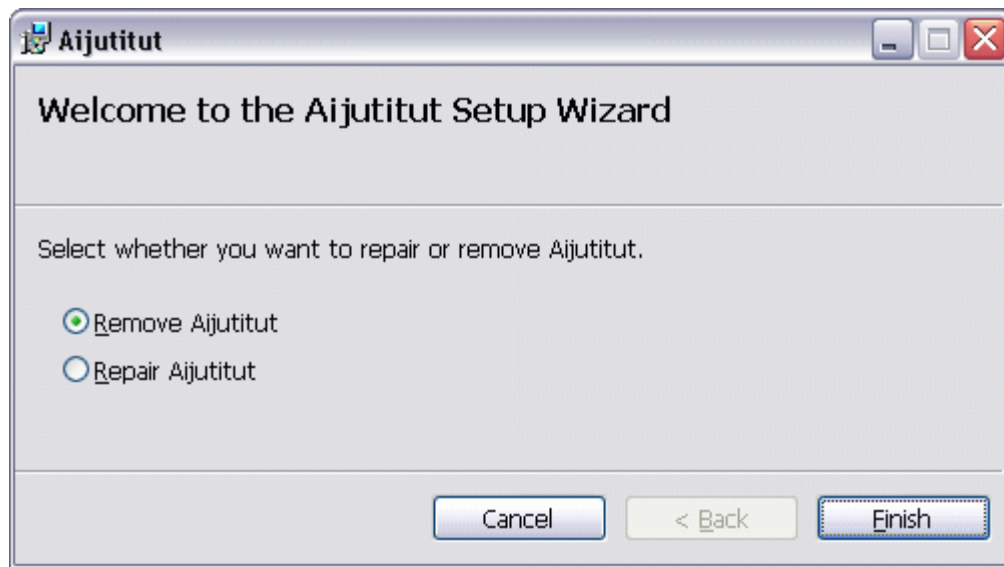 Aijutitut
Welcome to the Aijutitut Setup Wizard
Select whether you want to repair or remove Aijutitut.
Remove Aijutitut
Repair Aijutitut
Cancel < Back Finish